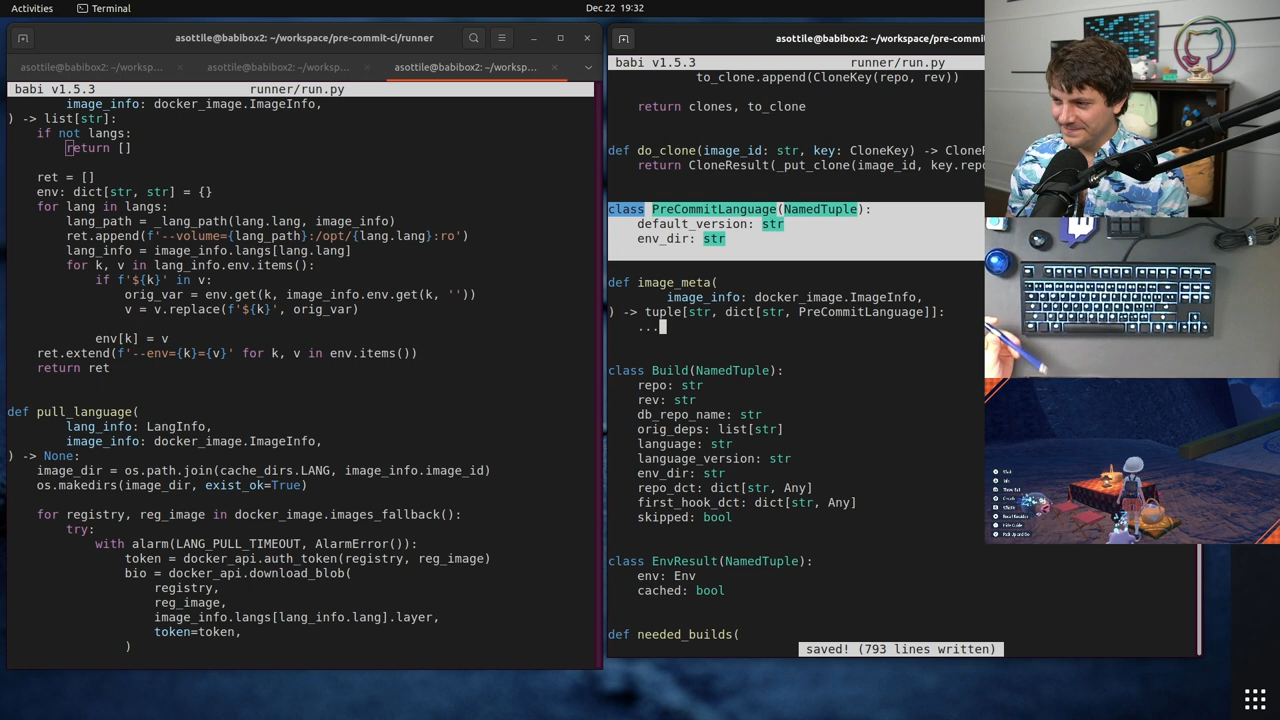 Activities
Terminal
Dec 22 19:32
asottile@babibox2: ~/workspace/pre-commit-ci/runner
asottile@babibox2: ~/worksp...
asottile@babibox2: ~/worksp...
asottile@babibox2: ~/worksp...
babi v1.5.3 runner/run.py
image_info: docker_image.ImageInfo,
) -> list[str]:
if not langs:
return []
ret = []
env: dict[str, str] = {}
for lang in langs:
lang_path = _lang_path(lang.lang, image_info)
ret.append(f'--volume={lang_path}:/opt/{lang.lang}:ro')
lang_info = image_info.langs[lang.lang]
for k, v in lang_info.env.items():
if f'${k}' in v:
orig_var = env.get(k, image_info.env.get(k, ''))
v = v.replace(f'${k}', orig_var)
env[k] = v
ret.extend(f'--env={k}={v}' for k, v in env.items())
return ret
def pull_language(
lang_info: LangInfo,
image_info: docker_image.ImageInfo,
) -> None:
image_dir = os.path.join(cache_dirs.LANG, image_info.image_id)
os.makedirs(image_dir, exist_ok=True)
for registry, reg_image in docker_image.images_fallback():
try:
with alarm(LANG_PULL_TIMEOUT, AlarmError()):
token = docker_api.auth_token(registry, reg_image)
bio = docker_api.download_blob(
registry,
reg_image,
image_info.langs[lang_info.lang].layer,
token=token,
)
asottile@babibox2: ~/workspace/pre-commit
babi v1.5.3 runner/run.py
to_clone.append(CloneKey(repo, rev))
return clones, to_clone
def do_clone(image_id: str, key: CloneKey) -> CloneR
return CloneResult(_put_clone(image_id, key.repo
class PreCommitLanguage(NamedTuple):
default_version: str
env_dir: str
def image_meta(
image_info: docker_image.ImageInfo,
) -> tuple[str, dict[str, PreCommitLanguage]]:
...
class Build(NamedTuple):
repo: str
rev: str
db_repo_name: str
orig_deps: list[str]
language: str
language_version: str
env_dir: str
repo_dct: dict[str, Any]
first_hook_dct: dict[str, Any]
skipped: bool
class EnvResult(NamedTuple):
env: Env
cached: bool
def needed_builds(
saved! (793 lines written)